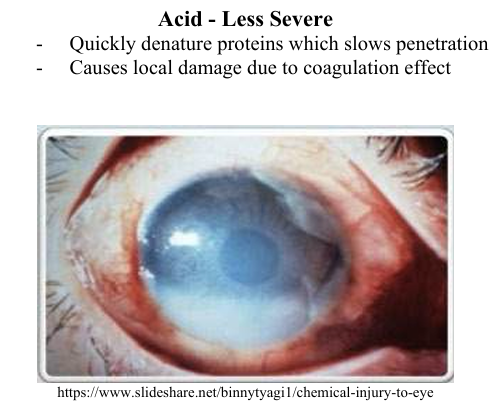 Acid - Less Severe
- Quickly denature proteins which slows penetration
- Causes local damage due to coagulation effect
https://www.slideshare.net/binnytyagi1/chemical-injury-to-eye